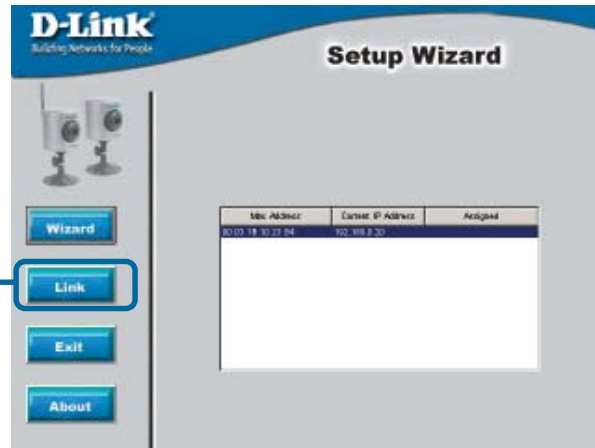 D-Link
Building Networks for People
Setup Wizard
Mac Address Current IP Address Assigned
192.168.0.20
Wizard
Link
Exit
About